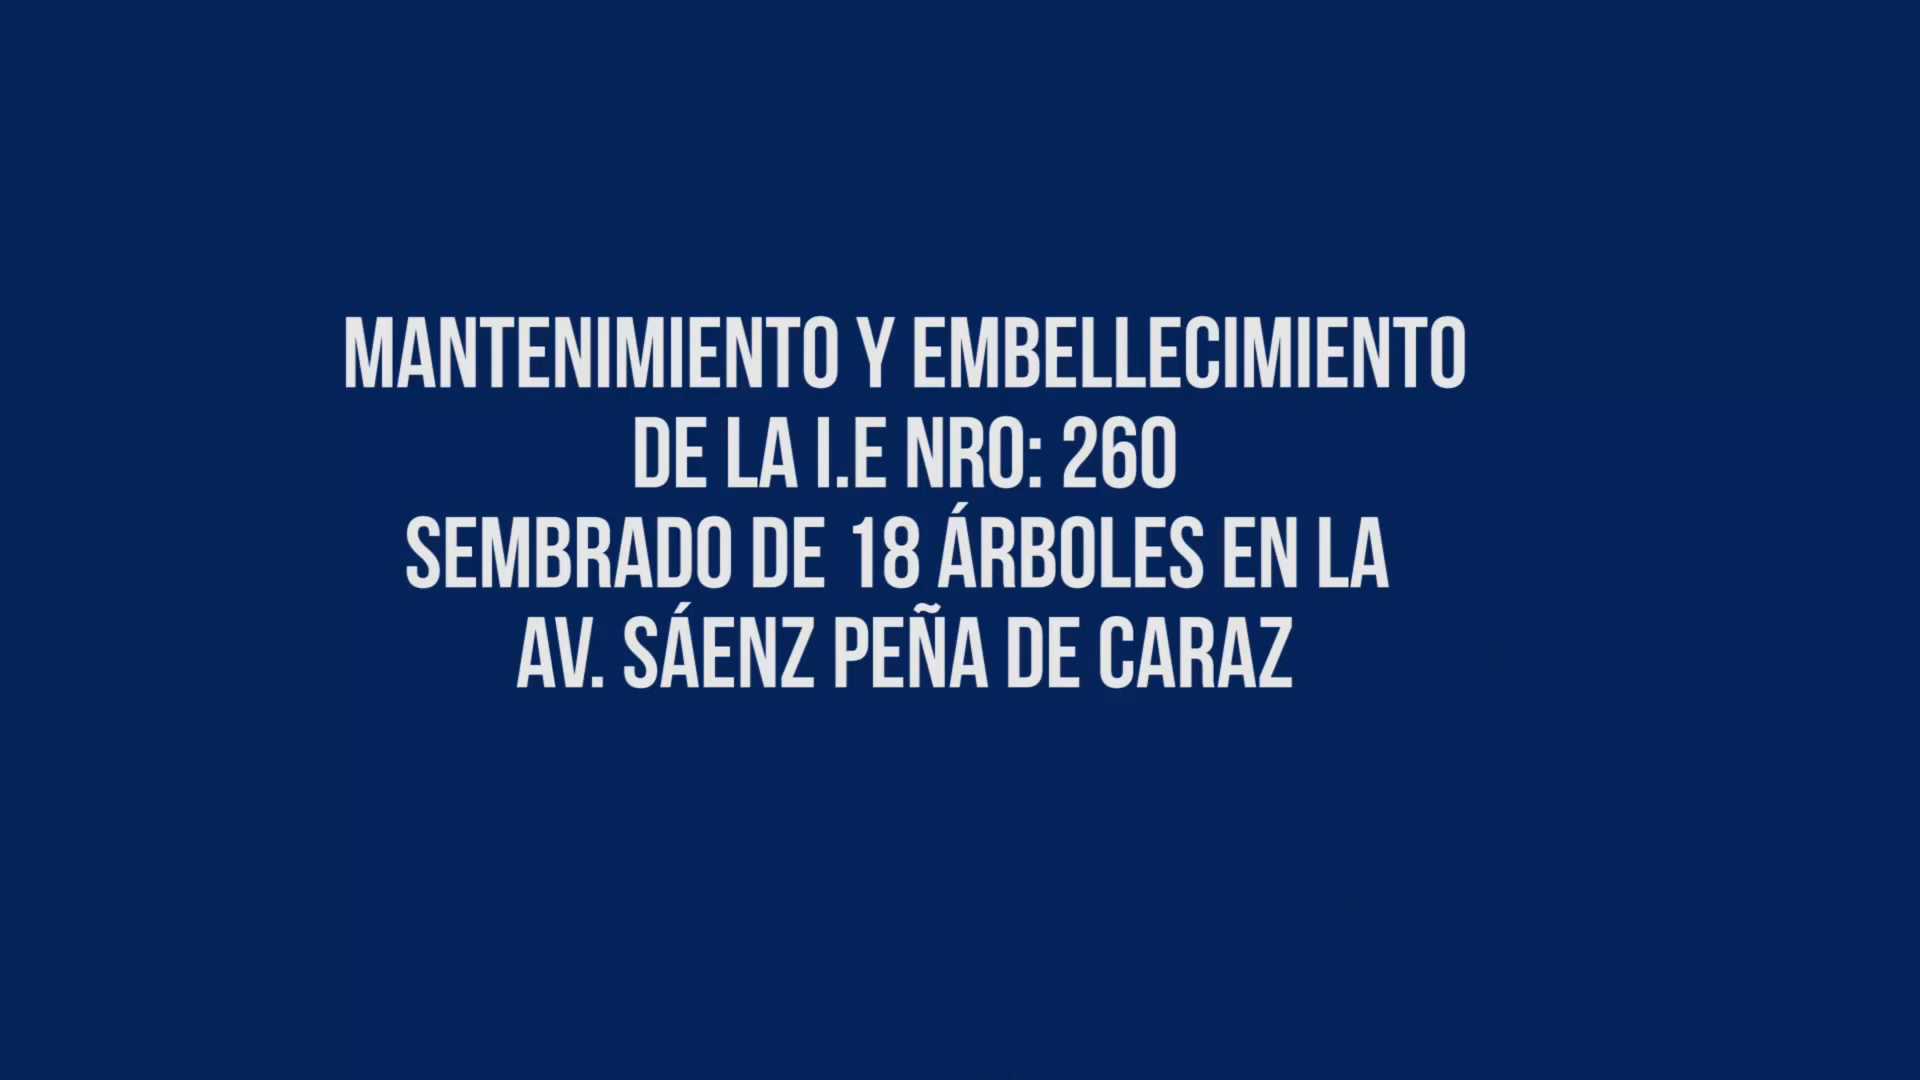 MANTENIMIENTO Y EMBELLECIMIENTO
DE LA I.E NRO: 260
SEMBRADO DE 18 ÁRBOLES EN LA
AV. SÁENZ PEÑA DE CARAZ